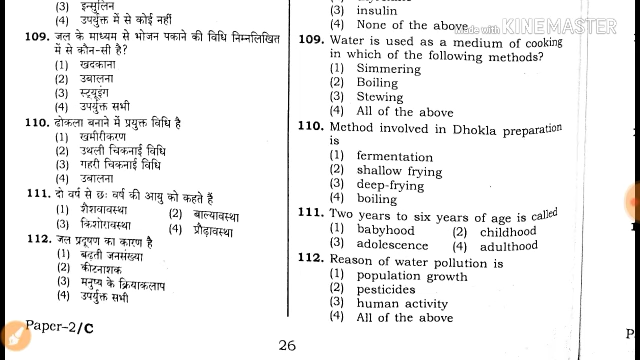 (3) इन्सुलिन
(4) उपर्युक्त में से कोई नहीं
109. जल के माध्यम से भोजन पकाने की विधि निम्नलिखित
में से कौन-सी है?
(1) खदकाना
(2) उबालना
(3) स्ट्यूइंग
(4) उपर्युक्त सभी
110. ढोकला बनाने में प्रयुक्त विधि है
(1) खमीरीकरण
(2) उथली चिकनाई विधि
(3) गहरी चिकनाई विधि
(4) उबालना
111. दो वर्ष से छः वर्ष की आयु को कहते हैं
(1) शैशवावस्था (2) बाल्यावस्था
(3) किशोरावस्था (4) प्रौढ़ावस्था
112. जल प्रदूषण का कारण है
(1) बढ़ती जनसंख्या
(2) कीटनाशक
(3) मनुष्य के क्रियाकलाप
(4) उपर्युक्त सभी
Paper-2/C
(3) insulin
(4) None of the above
MADE WITH KINEMASTER
109. Water is used as a medium of cooking
in which of the following methods?
(1) Simmering
(2) Boiling
(3) Stewing
(4) All of the above
110. Method involved in Dhokla preparation
is
(1) fermentation
(2) shallow frying
(3) deep-frying
(4) boiling
111. Two years to six years of age is called
(1) babyhood (2) childhood
(3) adolescence (4) adulthood
112. Reason of water pollution is
(1) population growth
(2) pesticides
(3) human activity
(4) All of the above
26